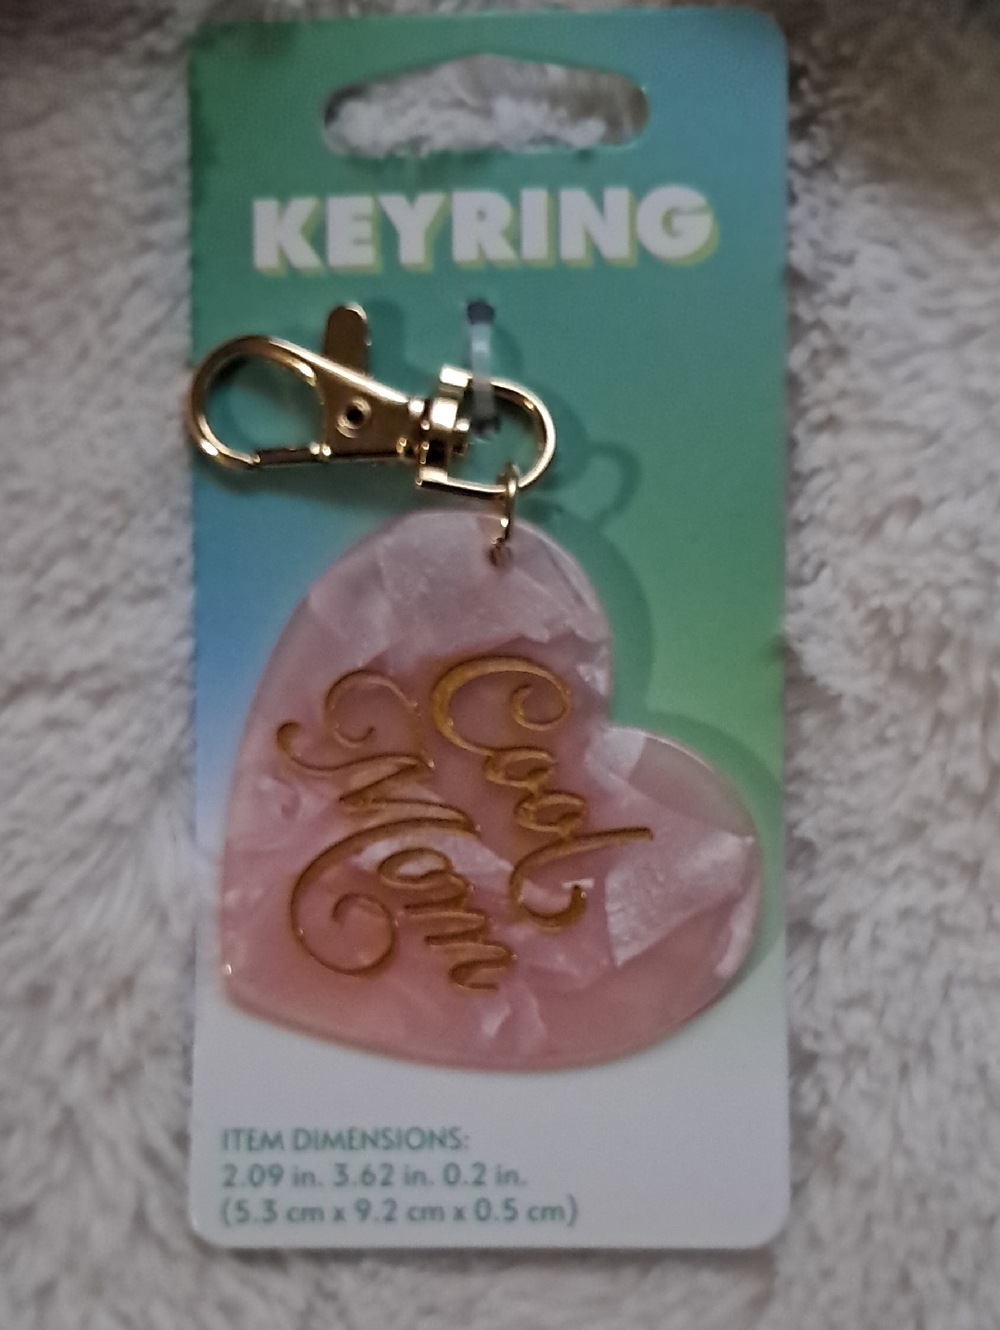 KEYRING
Cool
Mom
ITEM DIMENSIONS:
2.09 in. 3.62 in. 0.2 in.
(5.3 cm x 9.2 cm x 0.5 cm)